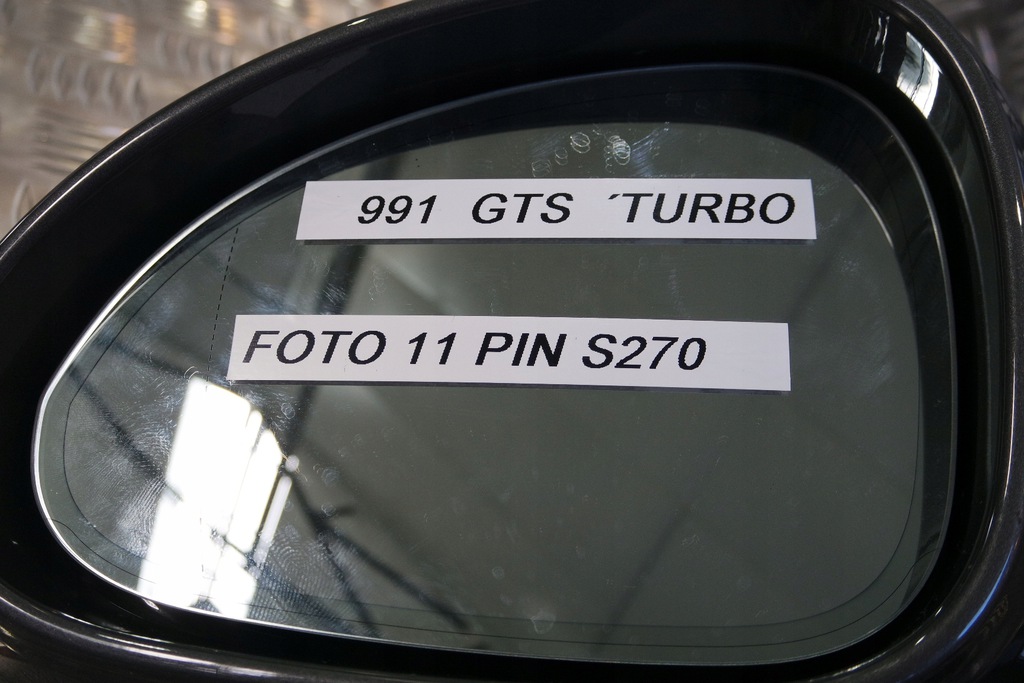 991 GTS ´TURBO
FOTO 11 PIN S270